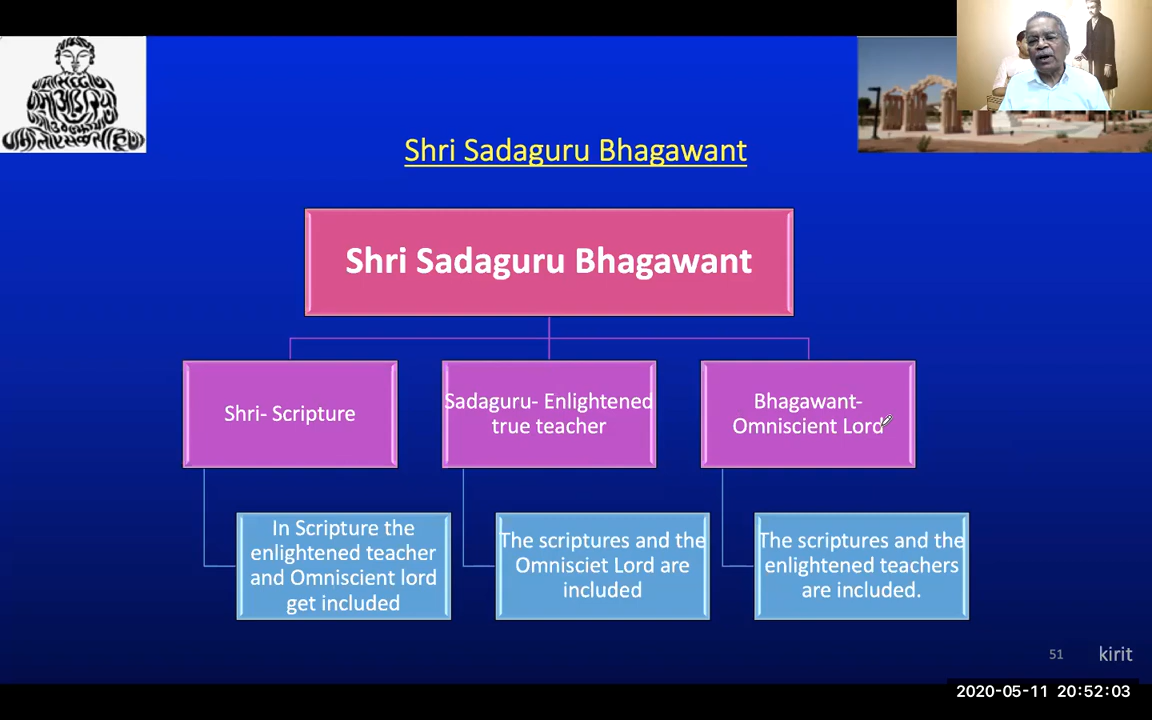 Shri Sadaguru Bhagawant
Shri Sadaguru Bhagawant
Shri- Scripture
Sadaguru- Enlightened
true teacher
Bhagawant-
Omniscient Lord
In Scripture the
enlightened teacher
and Omniscient lord
get included
The scriptures and the
Omnisciet Lord are
included
The scriptures and the
enlightened teachers
are included.
51
kirit
2020-05-11 20:52:03